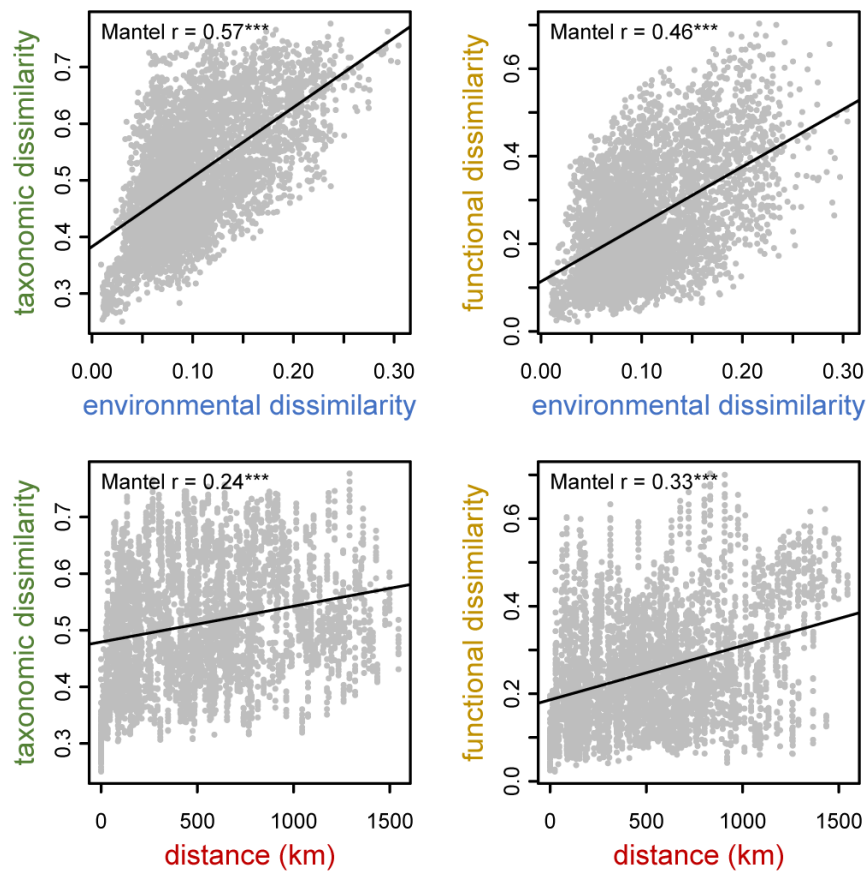 Mantel r = 0.57***
taxonomic dissimilarity
0.3 0.4 0.5 0.6 0.7
0.00 0.10 0.20 0.30
environmental dissimilarity
Mantel r = 0.46***
functional dissimilarity
0.0 0.2 0.4 0.6
0.00 0.10 0.20 0.30
environmental dissimilarity
Mantel r = 0.24***
taxonomic dissimilarity
0.3 0.4 0.5 0.6 0.7
0 500 1000 1500
distance (km)
Mantel r = 0.33***
functional dissimilarity
0.0 0.2 0.4 0.6
0 500 1000 1500
distance (km)